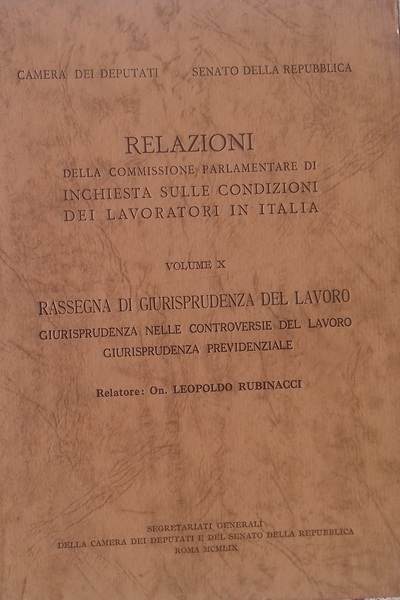 CAMERA DEI DEPUTATI SENATO DELLA REPUBBLICA
RELAZIONI
DELLA COMMISSIONE PARLAMENTARE DI
INCHIESTA SULLE CONDIZIONI
DEI LAVORATORI IN ITALIA
VOLUME X
RASSEGNA DI GIURISPRUDENZA DEL LAVORO
GIURISPRUDENZA NELLE CONTROVERSIE DEL LAVORO
GIURISPRUDENZA PREVIDENZIALE
Relatore: On. LEOPOLDO RUBINACCI
SEGRETARIATI GENERALI
DELLA CAMERA DEI DEPUTATI E DEL SENATO DELLA REPUBBLICA
ROMA MCMLIX